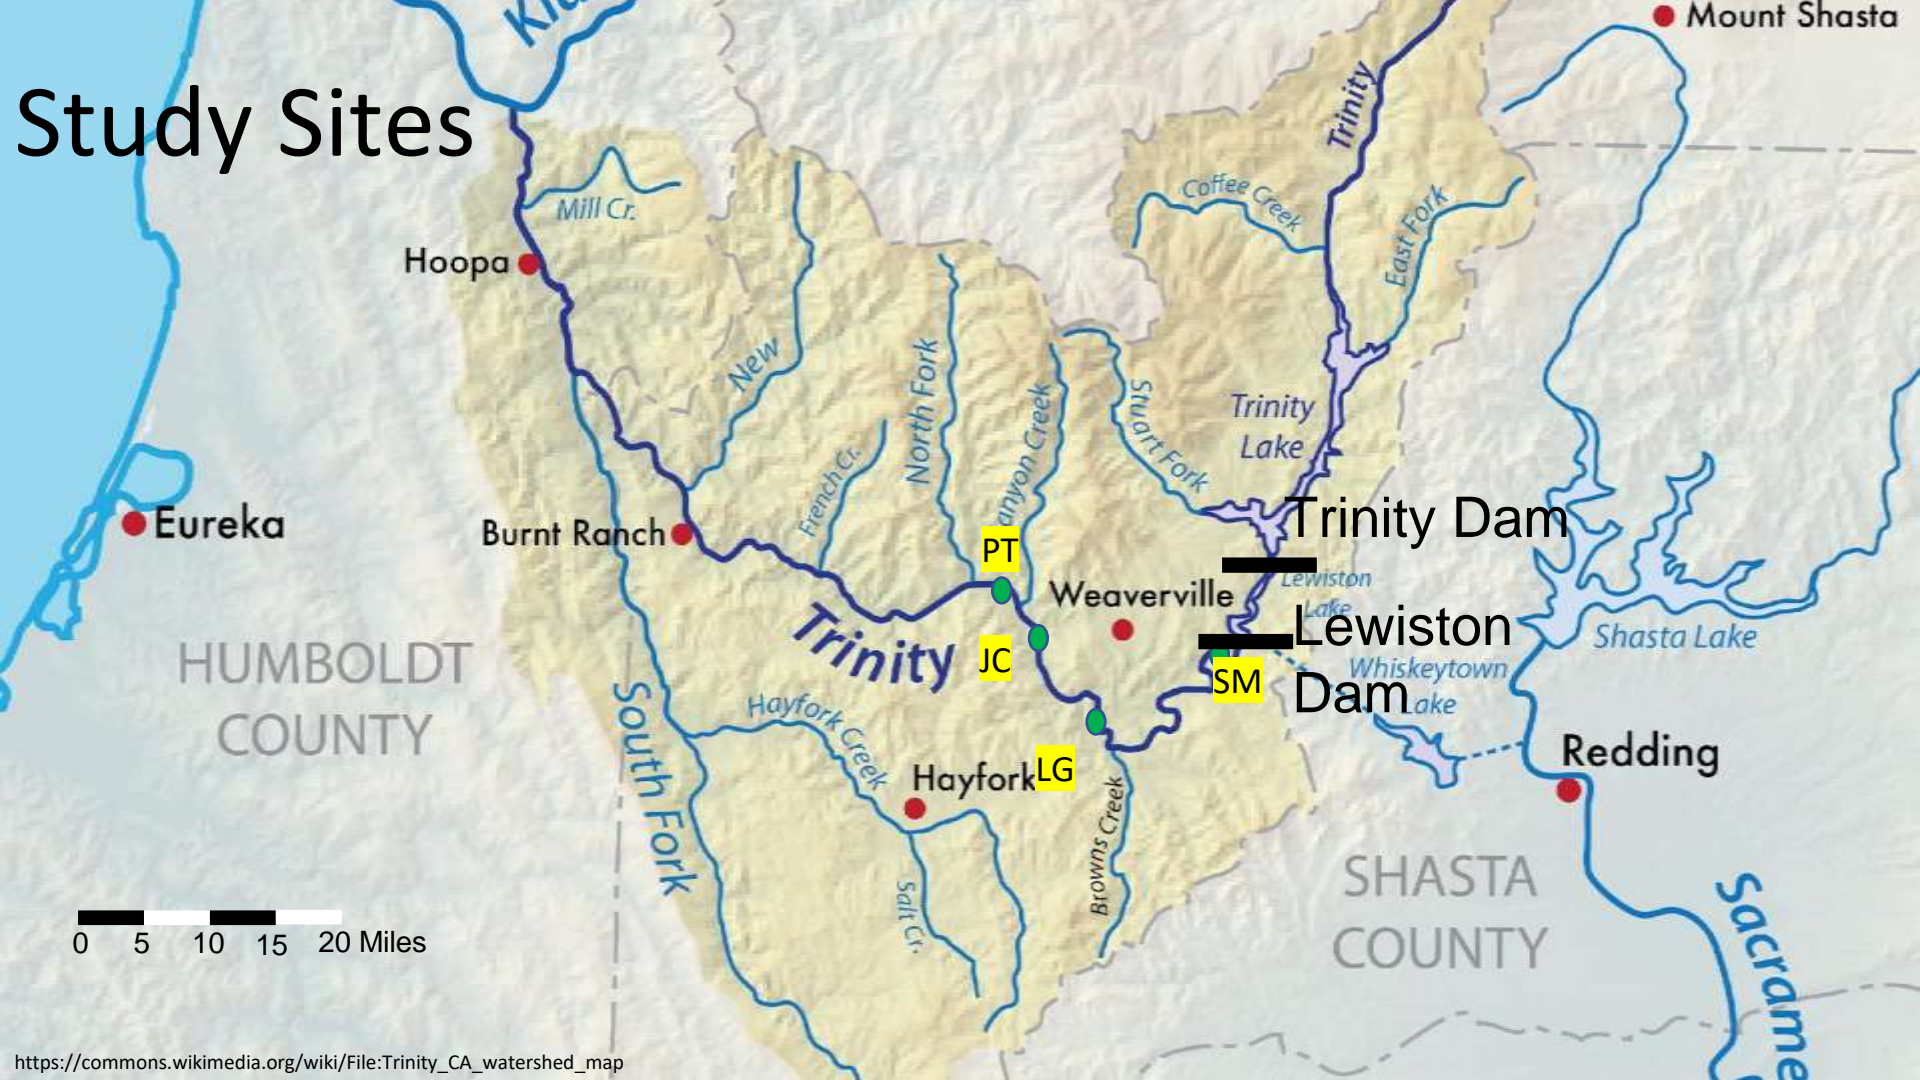 Mount Shasta
Study Sites
Trinity
Coffee Creek
East Fork
Mill Cr.
Hoopa
New
North Fork
Stuart Fork
Trinity
Lake
French Cr.
anyon Creek
Trinity Dam
Eureka
Burnt Ranch
PT
Lewiston
Lake
Weaverville
Lewiston
Dam
Shasta Lake
Trinity
JC
SM
Whiskeytown
Lake
HUMBOLDT
COUNTY
South Fork
Hayfork Creek
Redding
Hayfork
LG
Browns Creek
Salt Cr.
SHASTA
COUNTY
Sacrame
0 5 10 15 20 Miles
https://commons.wikimedia.org/wiki/File:Trinity_CA_watershed_map